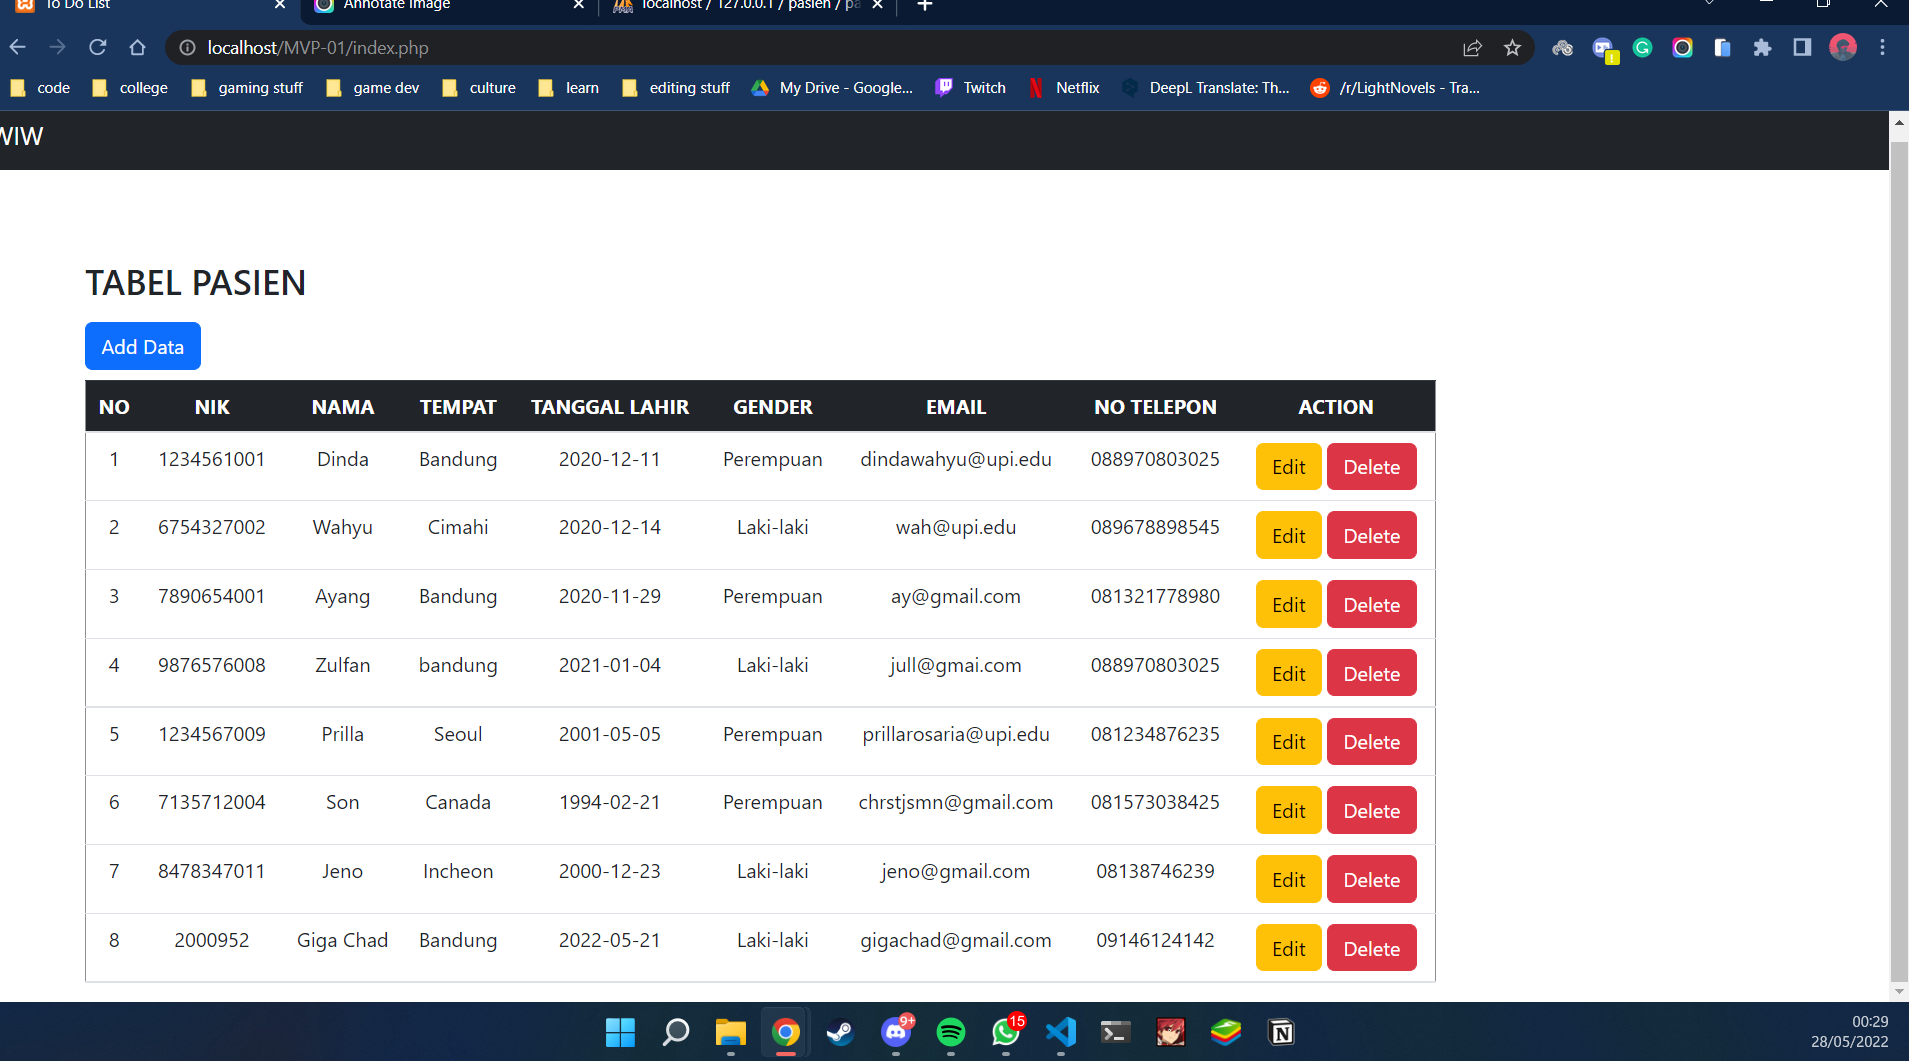 To Do List
Annotate Image
localhost / 127.0.0.1 / pasien / pa
localhost/MVP-01/index.php
code college gaming stuff game dev culture learn editing stuff My Drive - Google... Twitch Netflix DeepL Translate: Th... /r/LightNovels - Tra...
WIW
TABEL PASIEN
Add Data
NO NIK NAMA TEMPAT TANGGAL LAHIR GENDER EMAIL NO TELEPON ACTION
1 1234561001 Dinda Bandung 2020-12-11 Perempuan dindawahyu@upi.edu 088970803025 Edit Delete
2 6754327002 Wahyu Cimahi 2020-12-14 Laki-laki wah@upi.edu 089678898545 Edit Delete
3 7890654001 Ayang Bandung 2020-11-29 Perempuan ay@gmail.com 081321778980 Edit Delete
4 9876576008 Zulfan bandung 2021-01-04 Laki-laki jull@gmai.com 088970803025 Edit Delete
5 1234567009 Prilla Seoul 2001-05-05 Perempuan prillarosaria@upi.edu 081234876235 Edit Delete
6 7135712004 Son Canada 1994-02-21 Perempuan chrstjsmn@gmail.com 081573038425 Edit Delete
7 8478347011 Jeno Incheon 2000-12-23 Laki-laki jeno@gmail.com 08138746239 Edit Delete
8 2000952 Giga Chad Bandung 2022-05-21 Laki-laki gigachad@gmail.com 09146124142 Edit Delete
9+
15
00:29
28/05/2022